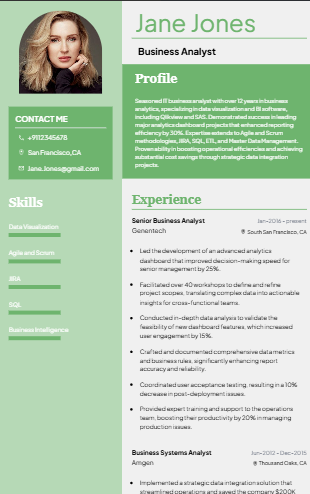 Jane Jones
Business Analyst
CONTACT ME
+9112345678
San Francisco,CA
Jane.Jones@gmail.com
Skills
Data Visualization
Agile and Scrum
JIRA
SQL
Business Intelligence
Profile
Seasoned IT business analyst with over 12 years in business
analytics, specializing in data visualization and BI software,
including Qlikview and SAS. Demonstrated success in leading
major analytics dashboard projects that enhanced reporting
efficiency by 30%. Expertise extends to Agile and Scrum
methodologies, JIRA, SQL, ETL, and Master Data Management.
Proven ability in boosting operational efficiencies and achieving
substantial cost savings through strategic data integration
projects.
Experience
Senior Business Analyst
Jan-2016 - present
Genentech
South San Francisco, CA
Led the development of an advanced analytics
dashboard that improved decision-making speed for
senior management by 25%.
Facilitated over 40 workshops to define and refine
project scopes, translating complex data into actionable
insights for cross-functional teams.
Conducted in-depth data analysis to validate the
feasibility of new dashboard features, which increased
user engagement by 15%.
Crafted and documented comprehensive data metrics
and business rules, significantly enhancing report
accuracy and reliability.
Coordinated user acceptance testing, resulting in a 10%
decrease in post-deployment issues.
Provided expert training and support to the operations
team, boosting their productivity by 20% in managing
production issues.
Business Systems Analyst
Jun-2012 - Dec-2015
Amgen
Thousand Oaks, CA
Implemented a strategic data integration solution that
streamlined operations and saved the company $200K